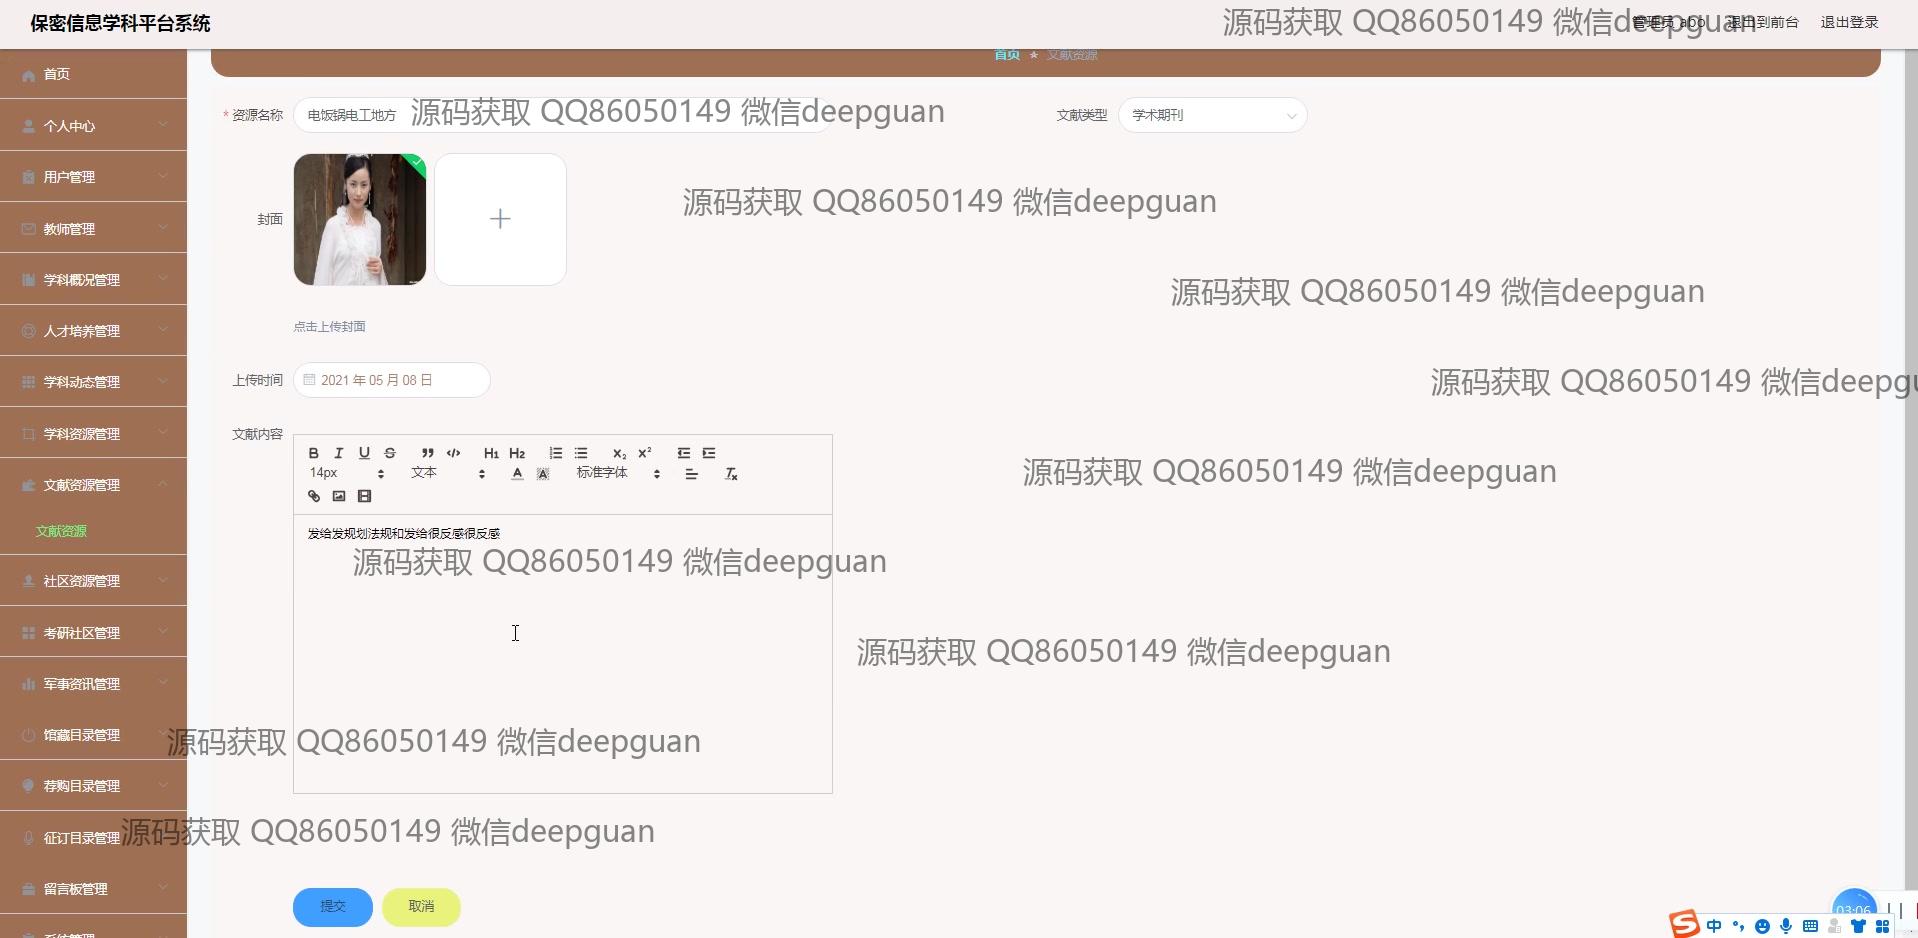 保密信息学科平台系统
源码获取 QQ86050149 微信deepguan
管理员 abo 退出到前台 退出登录
首页 ★ 文献资源
首页
个人中心
用户管理
教师管理
学科概况管理
人才培养管理
学科动态管理
学科资源管理
文献资源管理
文献资源
社区资源管理
考研社区管理
军事资讯管理
馆藏目录管理
荐购目录管理
征订目录管理
留言板管理
系统管理
* 资源名称 电饭锅电工地方 文献类型 学术期刊
源码获取 QQ86050149 微信deepguan
封面
源码获取 QQ86050149 微信deepguan
源码获取 QQ86050149 微信deepguan
点击上传封面
上传时间 2021 年 05 月 08 日
源码获取 QQ86050149 微信deepgu
文献内容
B I U S ” </> H1 H2 X2 X2
14px 文本 A A 标准字体 Tx
源码获取 QQ86050149 微信deepguan
发给发规划法规和发给很反感很反感
源码获取 QQ86050149 微信deepguan
源码获取 QQ86050149 微信deepguan
源码获取 QQ86050149 微信deepguan
源码获取 QQ86050149 微信deepguan
提交 取消
03:06
S 中